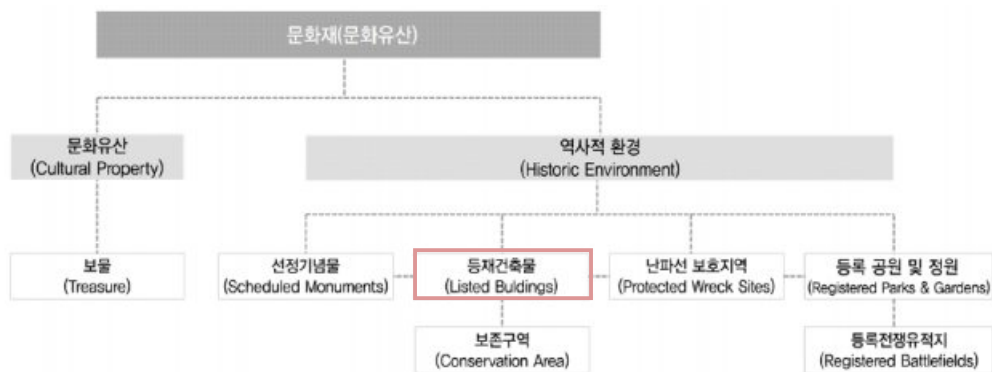 문화재(문화유산)
문화유산
(Cultural Property)
역사적 환경
(Historic Environment)
보물
(Treasure)
선정기념물
(Scheduled Monuments)
등재건축물
(Listed Buldings)
난파선 보호지역
(Protected Wreck Sites)
등록 공원 및 정원
(Registered Parks & Gardens)
보존구역
(Conservation Area)
등록전쟁유적지
(Registered Battlefields)